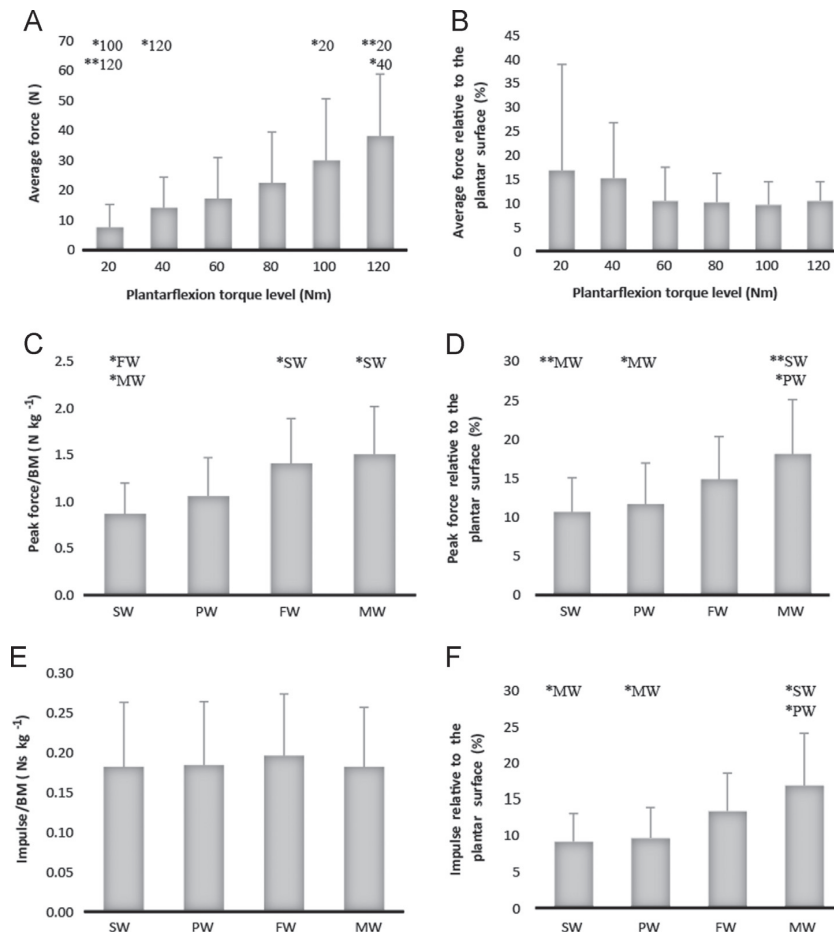 A
70
60
50
40
30
20
10
0
Average force (N)
*100 *120 *20 **20
**120 *40
20 40 60 80 100 120
Plantarflexion torque level (Nm)
B
45
40
35
30
25
20
15
10
5
0
Average force relative to the
plantar surface (%)
20 40 60 80 100 120
Plantarflexion torque level (Nm)
C
2.5
2.0
1.5
1.0
0.5
0.0
Peak force/BM ( N kg -1)
*FW *SW *SW
*MW
SW PW FW MW
D
30
25
20
15
10
5
0
Peak force relative to the
plantar surface (%)
**MW *MW **SW
*PW
SW PW FW MW
E
0.30
0.25
0.20
0.15
0.10
0.05
0.00
Impulse/BM ( Ns kg -1)
SW PW FW MW
F
30
25
20
15
10
5
0
Impulse relative to the
plantar surface (%)
*MW *MW *SW
*PW
SW PW FW MW